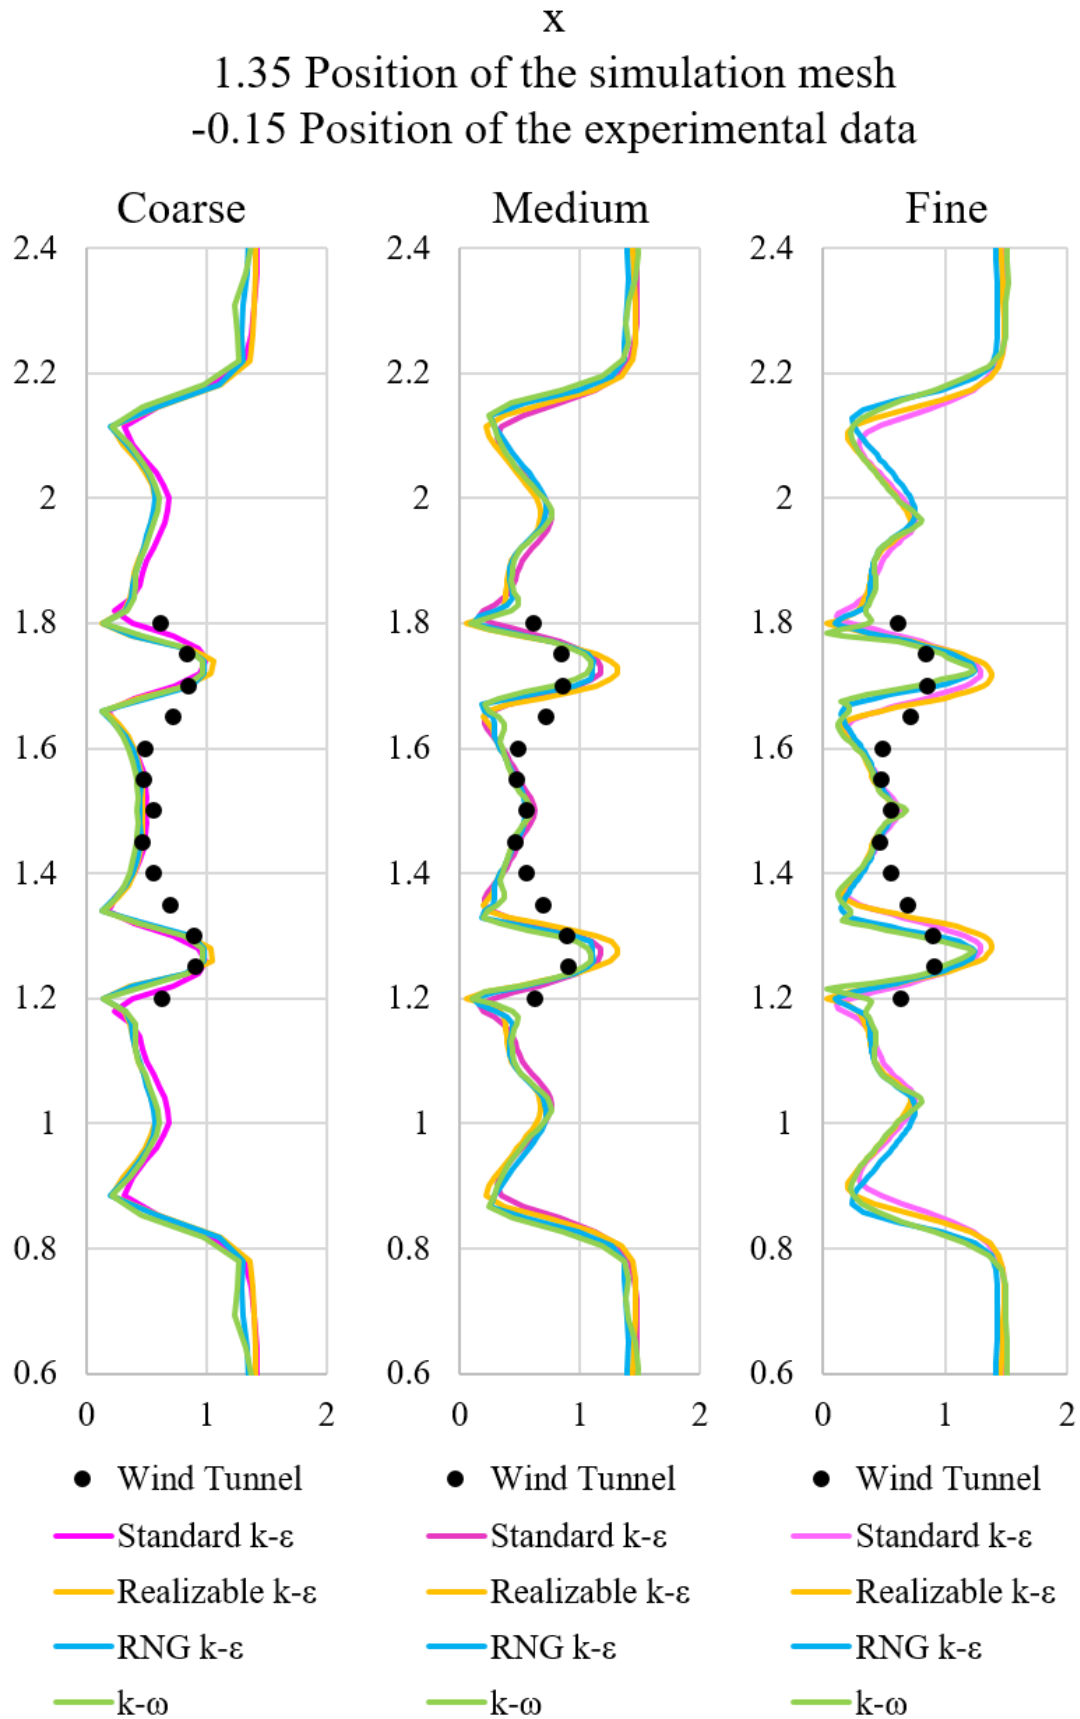 x
1.35 Position of the simulation mesh
-0.15 Position of the experimental data
Coarse Medium Fine
2.4 2.4 2.4
2.2 2.2 2.2
2 2 2
1.8 1.8 1.8
1.6 1.6 1.6
1.4 1.4 1.4
1.2 1.2 1.2
1 1 1
0.8 0.8 0.8
0.6 0.6 0.6
0 1 2 0 1 2 0 1 2
Wind Tunnel Wind Tunnel Wind Tunnel
Standard k-ε Standard k-ε Standard k-ε
Realizable k-ε Realizable k-ε Realizable k-ε
RNG k-ε RNG k-ε RNG k-ε
k-ω k-ω k-ω